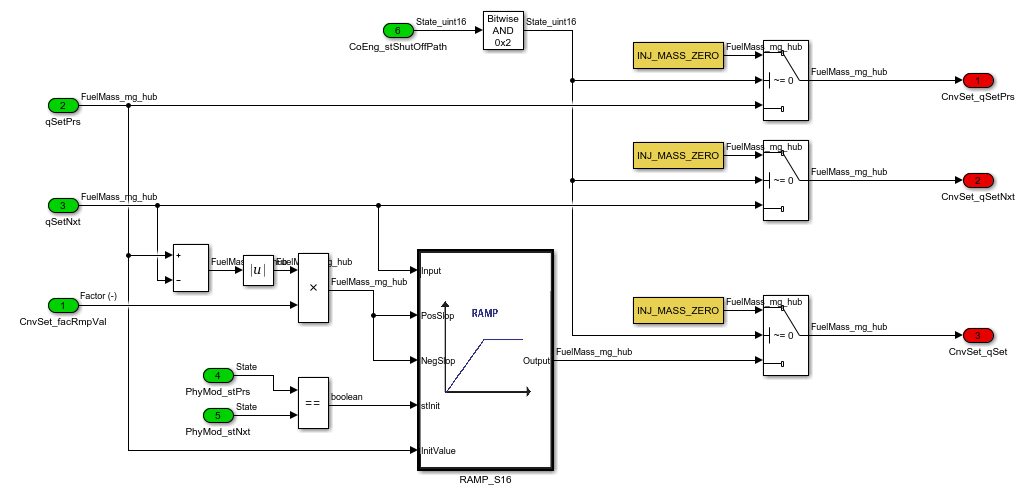 6
State_uint16
CoEng_stShutOffPath
Bitwise
AND
0x2
State_uint16
INJ_MASS_ZERO
FuelMass_mg_hub
~= 0
FuelMass_mg_hub
1
CnvSet_qSetPrs
2
FuelMass_mg_hub
qSetPrs
INJ_MASS_ZERO
FuelMass_mg_hub
~= 0
FuelMass_mg_hub
2
CnvSet_qSetNxt
3
FuelMass_mg_hub
qSetNxt
+
−
FuelMass_mg_hub
|u|
FuelMass_mg_hub
×
FuelMass_mg_hub
1
Factor (-)
CnvSet_facRmpVal
4
State
PhyMod_stPrs
5
State
PhyMod_stNxt
==
boolean
Input
PosSlop
NegSlop
stInit
InitValue
RAMP
Output
RAMP_S16
FuelMass_mg_hub
INJ_MASS_ZERO
FuelMass_mg_hub
~= 0
FuelMass_mg_hub
3
CnvSet_qSet